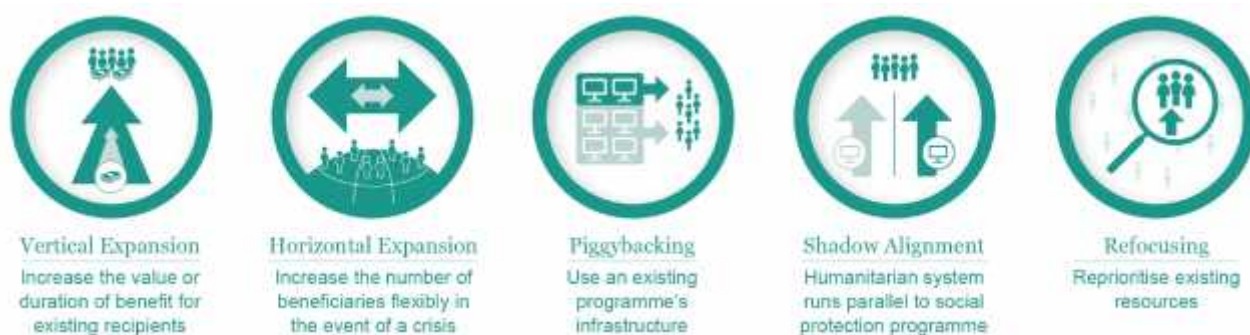 Vertical Expansion
Increase the value or
duration of benefit for
existing recipients
Horizontal Expansion
Increase the number of
beneficiaries flexibly in
the event of a crisis
Piggybacking
Use an existing
programme's
infrastructure
Shadow Alignment
Humanitarian system
runs parallel to social
protection programme
Refocusing
Reprioritise existing
resources